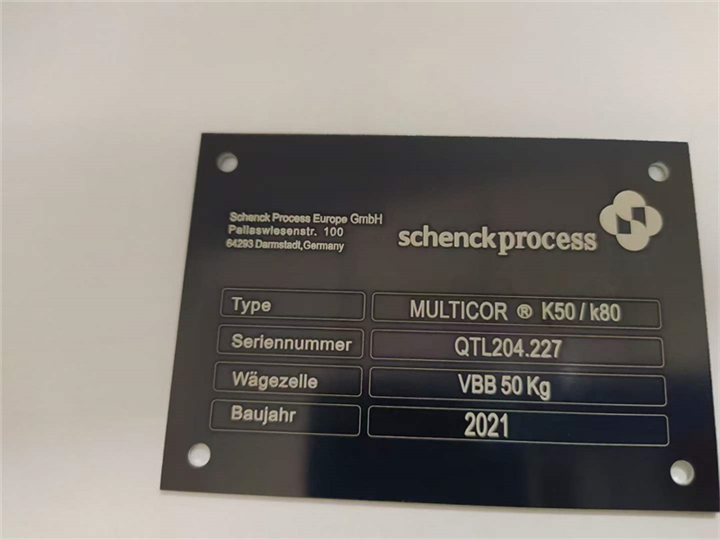 Schenck Process Europe GmbH
Pallaswiesenstr. 100
64293 Darmstadt,Germany
schenckprocess
Type MULTICOR ® K50 / k80
Seriennummer QTL204.227
Wägezelle VBB 50 Kg
Baujahr 2021